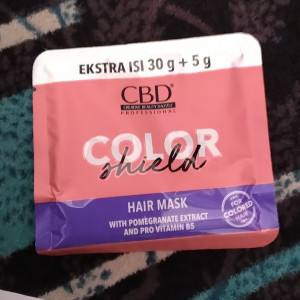 EKSTRA ISI 30 g + 5 g
CBD
PROFESSIONAL
COLOR
shield
HAIR MASK
WITH POMEGRANATE EXTRACT
AND PRO VITAMIN B5
FOR
COLORED
HAIR